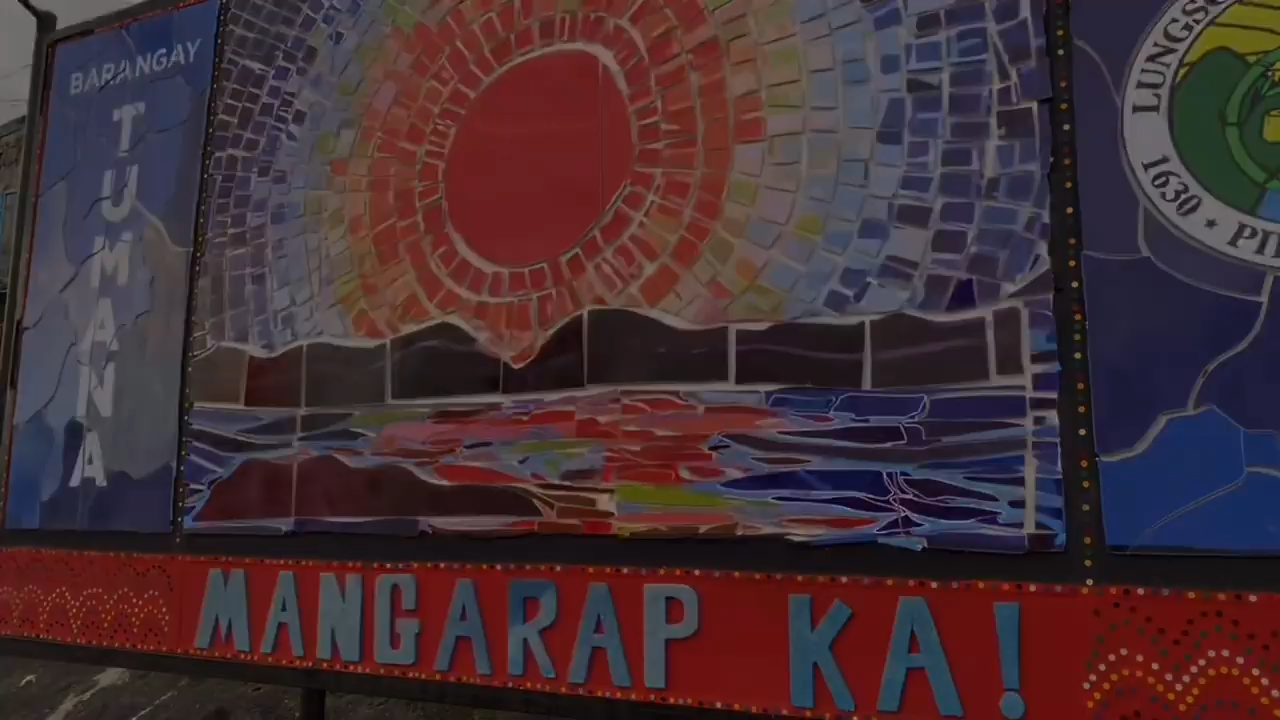 BARANGAY
TUMANA
LUNGSO
1630 • PI
MANGARAP KA!